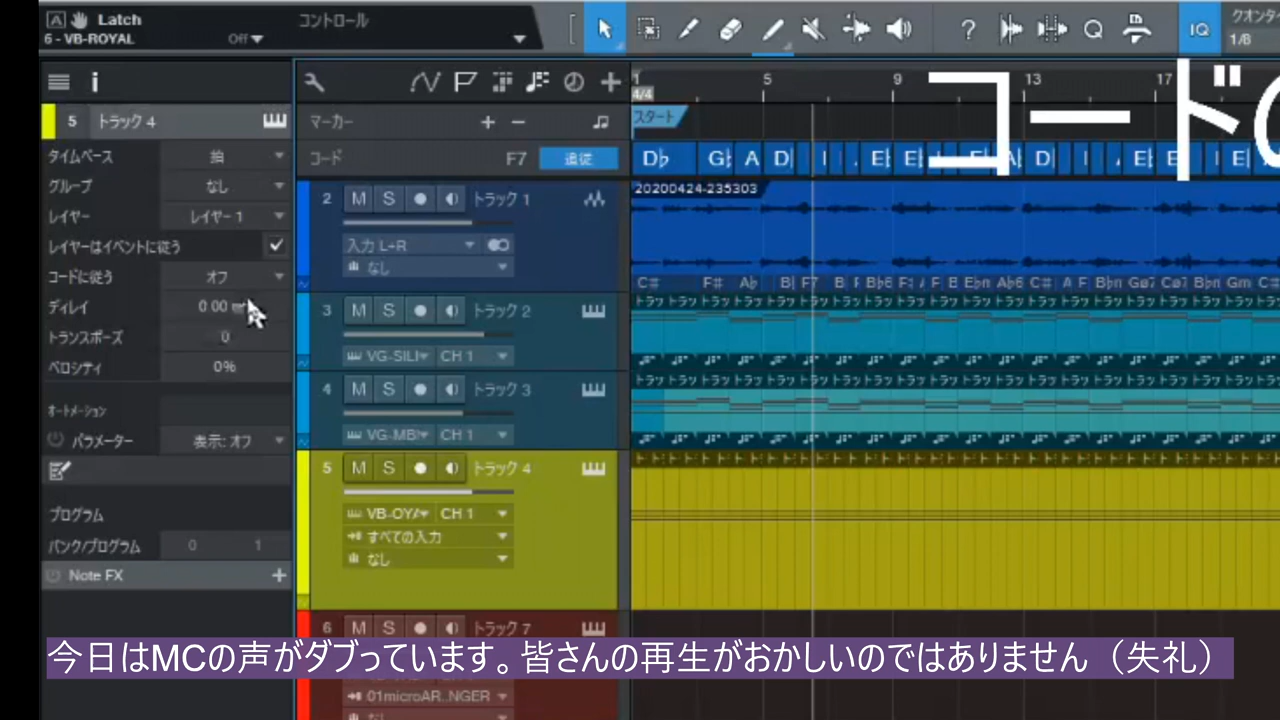 Latch
コントロール
6 - VB-ROYAL
Off
IQ
クオンタ
1/8
5 トラック 4
タイムベース 拍
グループ なし
レイヤー レイヤー 1
レイヤーはイベントに従う
コードに従う オフ
ディレイ 0.00
トランスポーズ 0
ベロシティ 0%
オートメーション
パラメーター 表示: オフ
プログラム
バンク/プログラム 0 1
Note FX
1 5 9 13 17
4/4
マーカー
スタート
コード F7 追従
コードの
D♭ A
2 M S トラック 1
20200424-235303
入力 L+R
なし
C# F# A♭ B F7
3 M S トラック 2
VG-SILI CH 1
4 M S トラック 3
VG-MBI CH 1
5 M S トラック 4
VB-OYA CH 1
すべての入力
なし
6 M S トラック 7
今日はMCの声がダブっています。皆さんの再生がおかしいのではありません（失礼）
01microAR..NGER
なし